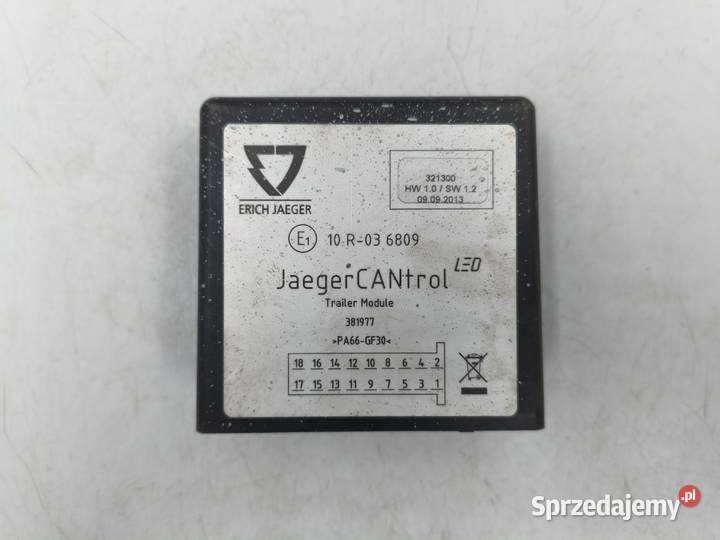 ERICH JAEGER
321300
HW 1.0 / SW 1.2
09.09.2013
E1 10 R-03 6809
JaegerCANtrol LED
Trailer Module
381977
>PA66-GF30<
18 16 14 12 10 8 6 4 2
17 15 13 11 9 7 5 3 1
Sprzedajemy.pl